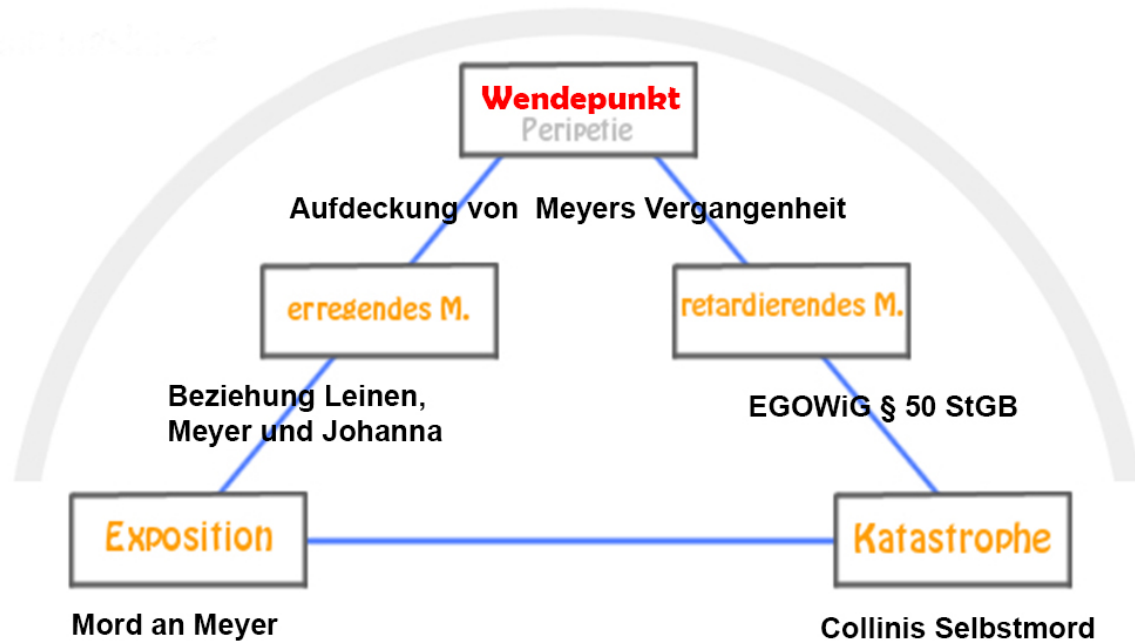 Wendepunkt
Peripetie
Aufdeckung von Meyers Vergangenheit
erregendes M.
retardierendes M.
Beziehung Leinen,
Meyer und Johanna
EGOWiG § 50 StGB
Exposition
Katastrophe
Mord an Meyer
Collinis Selbstmord